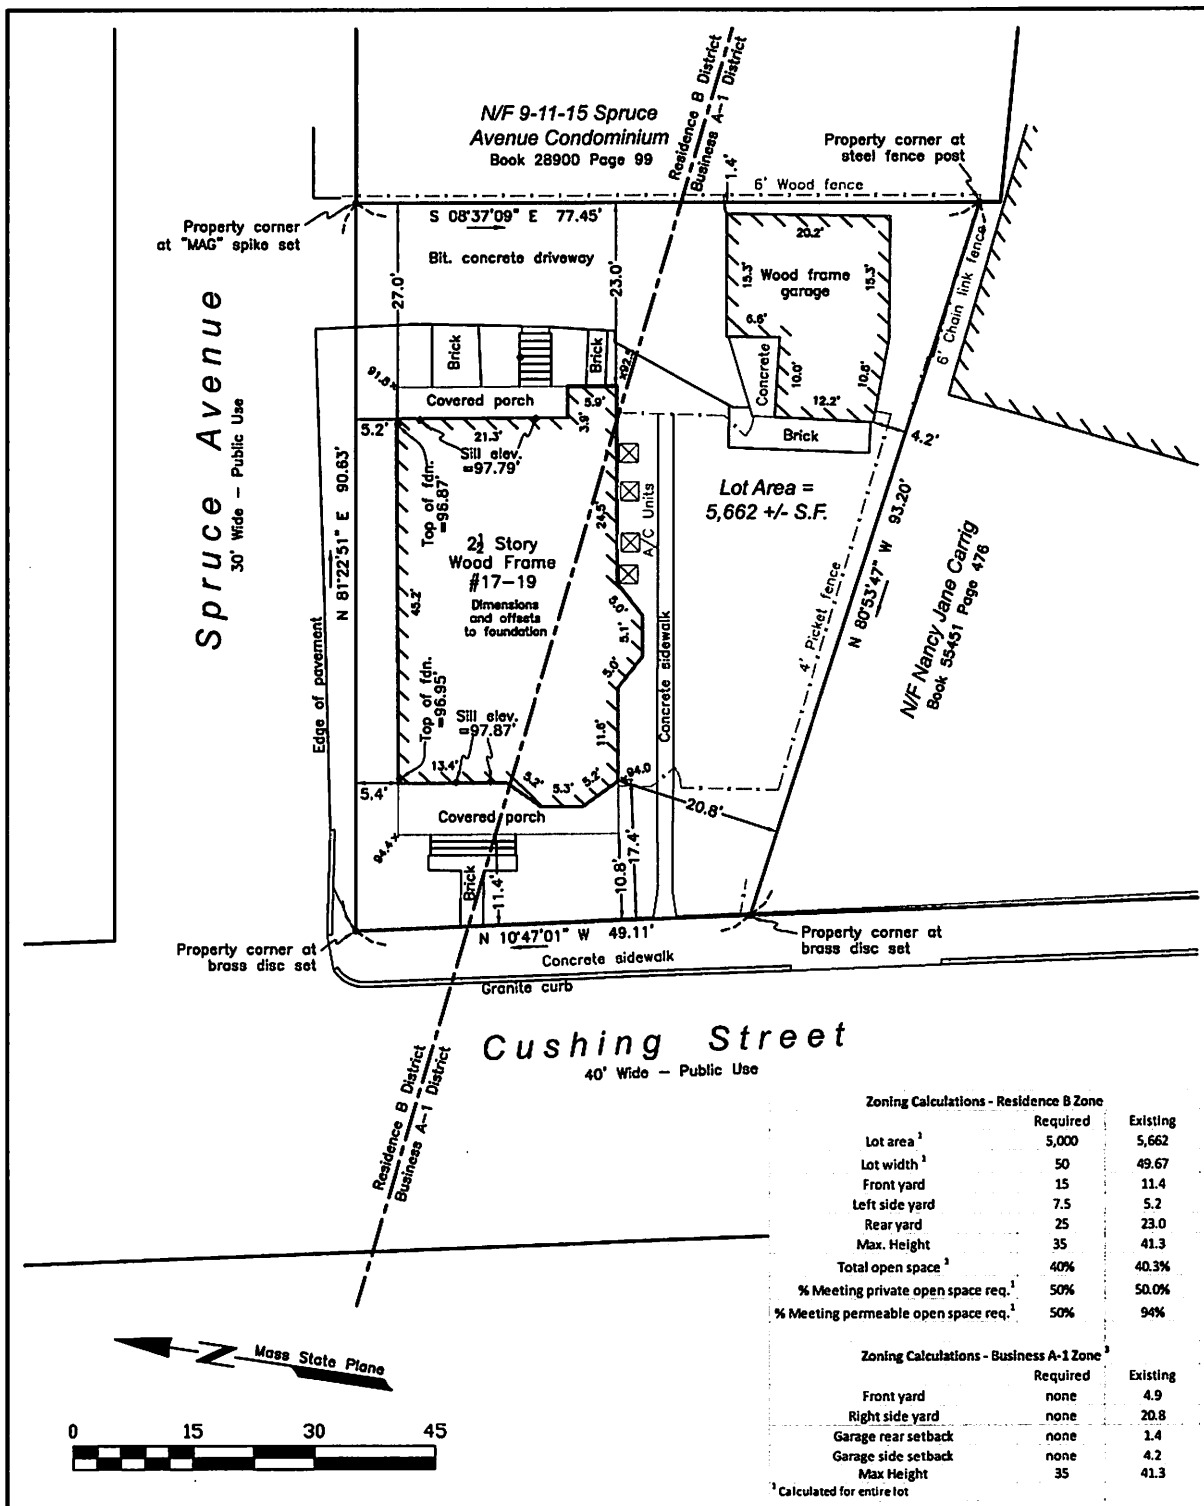 Residence B District
Business A-1 District
N/F 9-11-15 Spruce
Avenue Condominium
Book 28900 Page 99
Property corner at
steel fence post
1.4'
6' Wood fence
Property corner
at "MAG" spike set
S 08°37'09" E 77.45'
Bit. concrete driveway
27.0'
23.0'
20.2'
15.3'
Wood frame
garage
15.3'
6.6'
6' Chain link fence
Spruce Avenue
30' Wide – Public Use
Brick
Brick
x92.5
Concrete
10.0'
10.8'
91.8x
Covered porch
5.9'
3.9'
12.2'
Brick
4.2'
5.2'
21.3'
Sill elev.
=97.79'
Top of fdn.
=96.87'
24.5'
A/C Units
Lot Area =
5,662 +/- S.F.
N 81°22'51" E 90.63'
2½ Story
Wood Frame
#17–19
Dimensions
and offsets
to foundation
45.2'
5.0'
5.1'
5.0'
N 80°53'47" W 93.20'
4' Picket fence
N/F Nancy Jane Carrig
Book 55451 Page 476
Edge of pavement
Top of fdn.
=96.95'
Sill elev.
=97.87'
11.6'
Concrete sidewalk
13.4'
5.2'
5.3'
5.2'
x94.0
5.4'
20.8'
Covered porch
94.4x
17.4'
10.8'
Brick
11.4'
Property corner at
brass disc set
N 10°47'01" W 49.11'
Property corner at
brass disc set
Concrete sidewalk
Granite curb
Cushing Street
40' Wide – Public Use
Residence B District
Business A-1 District
Zoning Calculations - Residence B Zone
Required Existing
Lot area ¹ 5,000 5,662
Lot width ¹ 50 49.67
Front yard 15 11.4
Left side yard 7.5 5.2
Rear yard 25 23.0
Max. Height 35 41.3
Total open space ¹ 40% 40.3%
% Meeting private open space req.¹ 50% 50.0%
% Meeting permeable open space req.¹ 50% 94%
Zoning Calculations - Business A-1 Zone ³
Required Existing
Front yard none 4.9
Right side yard none 20.8
Garage rear setback none 1.4
Garage side setback none 4.2
Max Height 35 41.3
¹ Calculated for entire lot
N
Mass State Plane
0 15 30 45